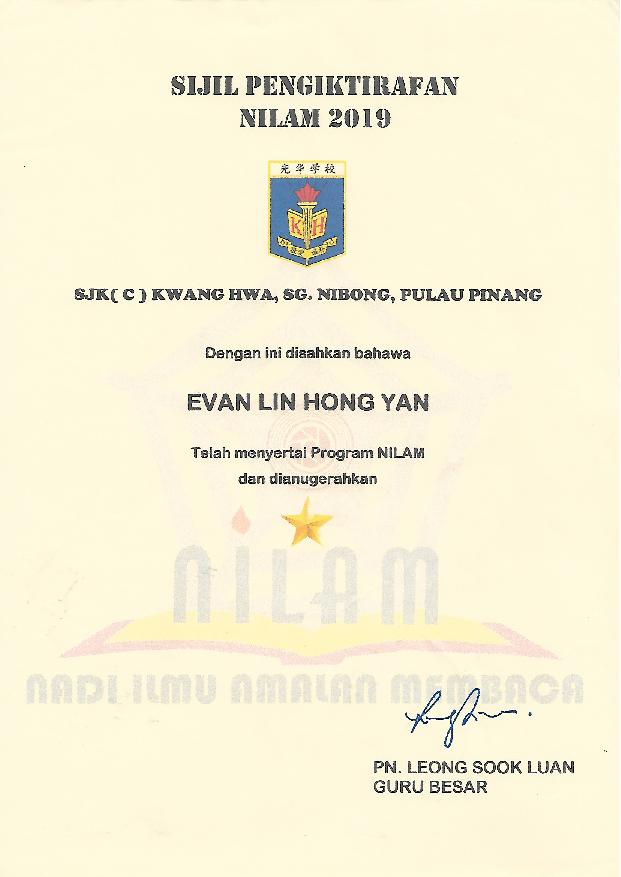 SIJIL PENGIKTIRAFAN
NILAM 2019
光华学校
KH
SJK( C ) KWANG HWA, SG. NIBONG, PULAU PINANG
Dengan ini disahkan bahawa
EVAN LIN HONG YAN
Telah menyertai Program NILAM
dan dianugerahkan
NILAM
NADI ILMU AMALAN MEMBACA
PN. LEONG SOOK LUAN
GURU BESAR